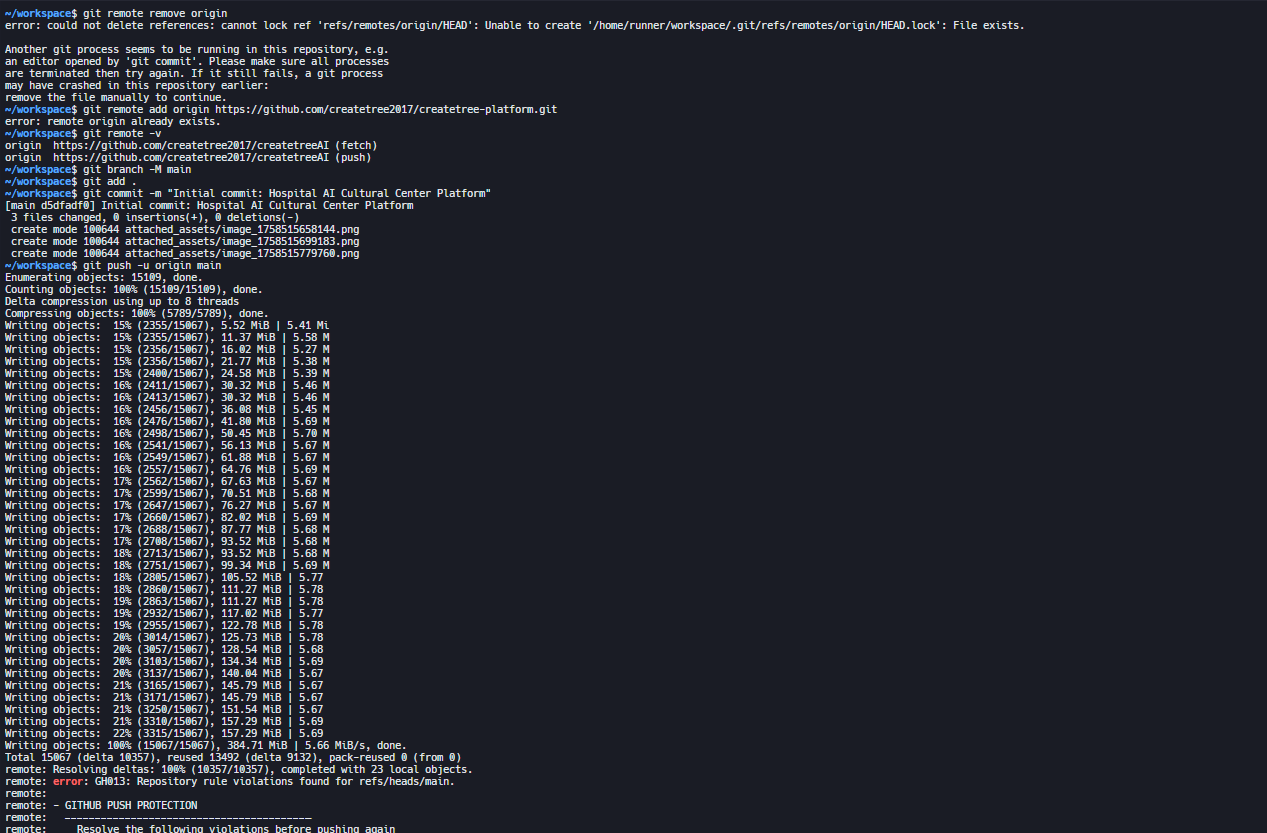 ~/workspace$ git remote remove origin
error: could not delete references: cannot lock ref 'refs/remotes/origin/HEAD': Unable to create '/home/runner/workspace/.git/refs/remotes/origin/HEAD.lock': File exists.
Another git process seems to be running in this repository, e.g.
an editor opened by 'git commit'. Please make sure all processes
are terminated then try again. If it still fails, a git process
may have crashed in this repository earlier:
remove the file manually to continue.
~/workspace$ git remote add origin https://github.com/createtree2017/createtree-platform.git
error: remote origin already exists.
~/workspace$ git remote -v
origin  https://github.com/createtree2017/createtreeAI (fetch)
origin  https://github.com/createtree2017/createtreeAI (push)
~/workspace$ git branch -M main
~/workspace$ git add .
~/workspace$ git commit -m "Initial commit: Hospital AI Cultural Center Platform"
[main d5dfadf0] Initial commit: Hospital AI Cultural Center Platform
 3 files changed, 0 insertions(+), 0 deletions(-)
 create mode 100644 attached_assets/image_1758515658144.png
 create mode 100644 attached_assets/image_1758515699183.png
 create mode 100644 attached_assets/image_1758515779760.png
~/workspace$ git push -u origin main
Enumerating objects: 15109, done.
Counting objects: 100% (15109/15109), done.
Delta compression using up to 8 threads
Compressing objects: 100% (5789/5789), done.
Writing objects:  15% (2355/15067), 5.52 MiB | 5.41 Mi
Writing objects:  15% (2355/15067), 11.37 MiB | 5.58 M
Writing objects:  15% (2356/15067), 16.02 MiB | 5.27 M
Writing objects:  15% (2356/15067), 21.77 MiB | 5.38 M
Writing objects:  15% (2400/15067), 24.58 MiB | 5.39 M
Writing objects:  16% (2411/15067), 30.32 MiB | 5.46 M
Writing objects:  16% (2413/15067), 30.32 MiB | 5.46 M
Writing objects:  16% (2456/15067), 36.08 MiB | 5.45 M
Writing objects:  16% (2476/15067), 41.80 MiB | 5.69 M
Writing objects:  16% (2498/15067), 50.45 MiB | 5.70 M
Writing objects:  16% (2541/15067), 56.13 MiB | 5.67 M
Writing objects:  16% (2549/15067), 61.88 MiB | 5.67 M
Writing objects:  16% (2557/15067), 64.76 MiB | 5.69 M
Writing objects:  17% (2562/15067), 67.63 MiB | 5.67 M
Writing objects:  17% (2599/15067), 70.51 MiB | 5.68 M
Writing objects:  17% (2647/15067), 76.27 MiB | 5.67 M
Writing objects:  17% (2660/15067), 82.02 MiB | 5.69 M
Writing objects:  17% (2688/15067), 87.77 MiB | 5.68 M
Writing objects:  17% (2708/15067), 93.52 MiB | 5.68 M
Writing objects:  18% (2713/15067), 93.52 MiB | 5.68 M
Writing objects:  18% (2751/15067), 99.34 MiB | 5.69 M
Writing objects:  18% (2805/15067), 105.52 MiB | 5.77
Writing objects:  18% (2860/15067), 111.27 MiB | 5.78
Writing objects:  19% (2863/15067), 111.27 MiB | 5.78
Writing objects:  19% (2932/15067), 117.02 MiB | 5.77
Writing objects:  19% (2955/15067), 122.78 MiB | 5.78
Writing objects:  20% (3014/15067), 125.73 MiB | 5.78
Writing objects:  20% (3057/15067), 128.54 MiB | 5.68
Writing objects:  20% (3103/15067), 134.34 MiB | 5.69
Writing objects:  20% (3137/15067), 140.04 MiB | 5.67
Writing objects:  21% (3165/15067), 145.79 MiB | 5.67
Writing objects:  21% (3171/15067), 145.79 MiB | 5.67
Writing objects:  21% (3250/15067), 151.54 MiB | 5.67
Writing objects:  21% (3310/15067), 157.29 MiB | 5.69
Writing objects:  22% (3315/15067), 157.29 MiB | 5.69
Writing objects: 100% (15067/15067), 384.71 MiB | 5.66 MiB/s, done.
Total 15067 (delta 10357), reused 13492 (delta 9132), pack-reused 0 (from 0)
remote: Resolving deltas: 100% (10357/10357), completed with 23 local objects.
remote: error: GH013: Repository rule violations found for refs/heads/main.
remote:
remote: - GITHUB PUSH PROTECTION
remote:   —————————————————————————————————————————
remote:     Resolve the following violations before pushing again